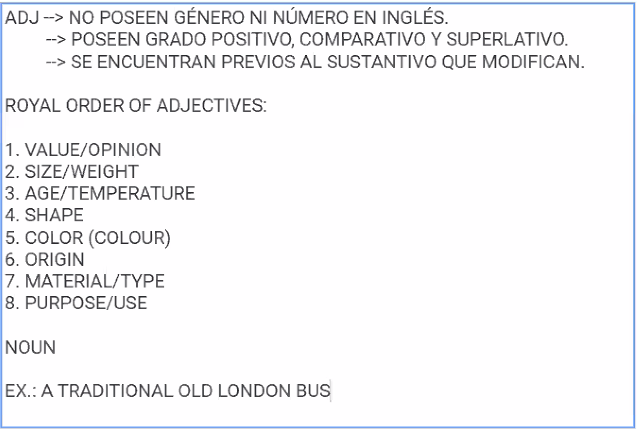 ADJ --> NO POSEEN GÉNERO NI NÚMERO EN INGLÉS.
--> POSEEN GRADO POSITIVO, COMPARATIVO Y SUPERLATIVO.
--> SE ENCUENTRAN PREVIOS AL SUSTANTIVO QUE MODIFICAN.
ROYAL ORDER OF ADJECTIVES:
1. VALUE/OPINION
2. SIZE/WEIGHT
3. AGE/TEMPERATURE
4. SHAPE
5. COLOR (COLOUR)
6. ORIGIN
7. MATERIAL/TYPE
8. PURPOSE/USE
NOUN
EX.: A TRADITIONAL OLD LONDON BUS